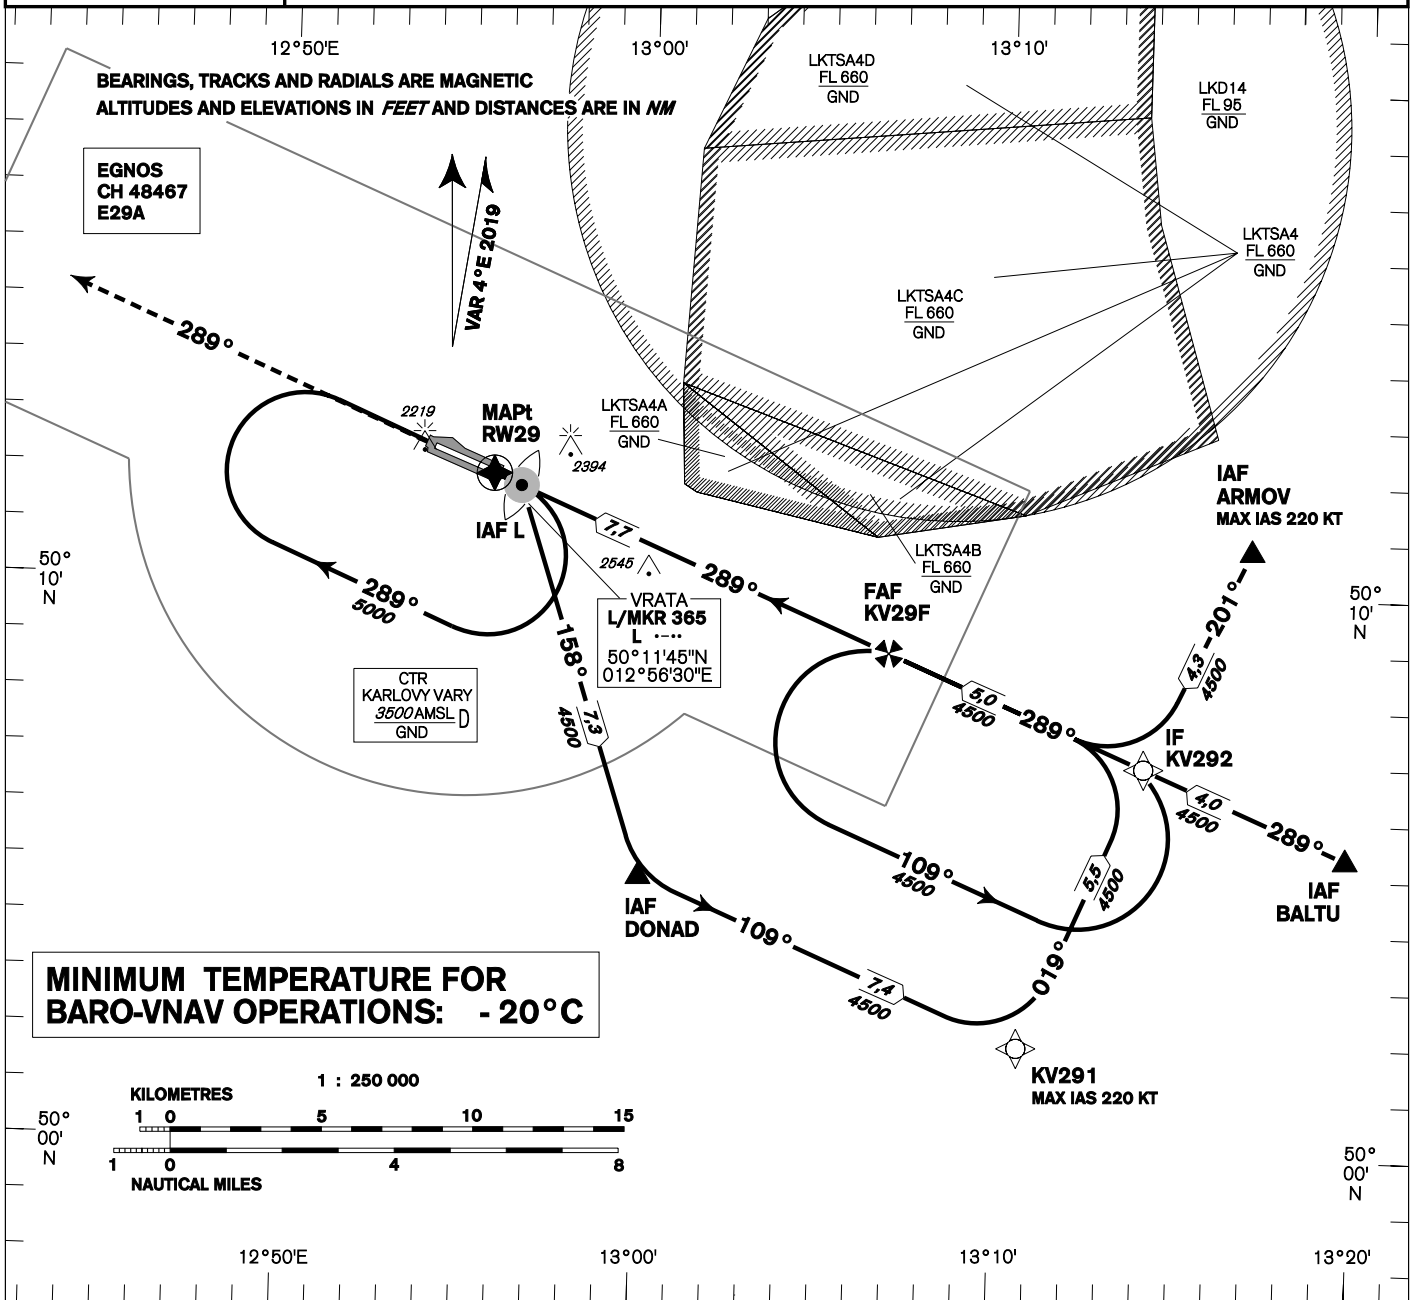 12°50'E
13°00'
13°10'
BEARINGS, TRACKS AND RADIALS ARE MAGNETIC
ALTITUDES AND ELEVATIONS IN FEET AND DISTANCES ARE IN NM
LKTSA4D
FL 660
GND
LKD14
FL 95
GND
EGNOS
CH 48467
E29A
VAR 4°E 2019
LKTSA4
FL 660
GND
LKTSA4C
FL 660
GND
289°
LKTSA4A
FL 660
GND
2219
MAPt
RW29
2394
IAF L
IAF
ARMOV
MAX IAS 220 KT
7,7
LKTSA4B
FL 660
GND
2545
289°
50°
10'
N
289°
5000
FAF
KV29F
201°
50°
10'
N
VRATA
L/MKR 365
L ·–··
50°11'45"N
012°56'30"E
158°
4,3
4500
CTR
KARLOVY VARY
3500 AMSL
GND
D
7,3
4500
5,0
4500
289°
IF
KV292
4,0
4500
289°
109°
4500
5,5
4500
IAF
BALTU
IAF
DONAD
109°
019°
7,4
4500
MINIMUM TEMPERATURE FOR
BARO-VNAV OPERATIONS: - 20°C
KV291
MAX IAS 220 KT
1 : 250 000
KILOMETRES
1 0 5 10 15
1 0 4 8
NAUTICAL MILES
50°
00'
N
50°
00'
N
12°50'E
13°00'
13°10'
13°20'